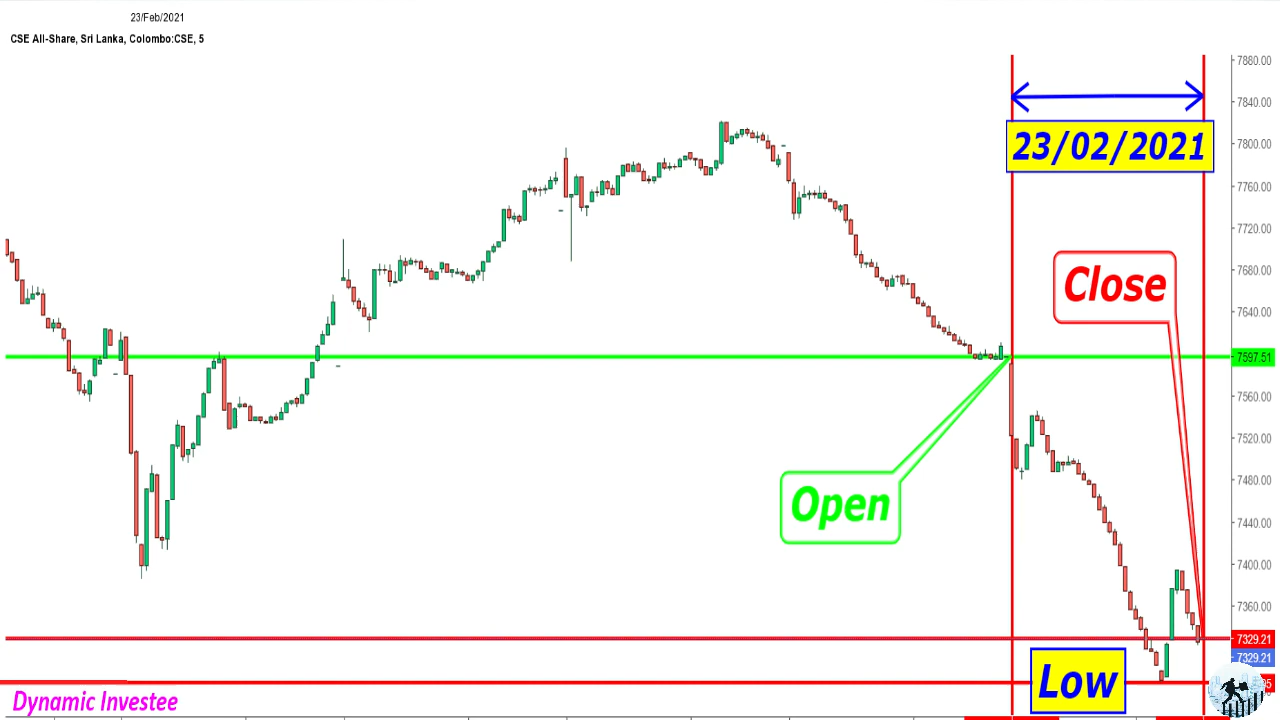 23/Feb/2021
CSE All-Share, Sri Lanka, Colombo:CSE, 5
7880.00
7840.00
23/02/2021
7800.00
7760.00
7720.00
Close
7680.00
7640.00
7597.51
7560.00
7520.00
Open
7480.00
7440.00
7400.00
7360.00
7329.21
7329.21
Low
Dynamic Investee